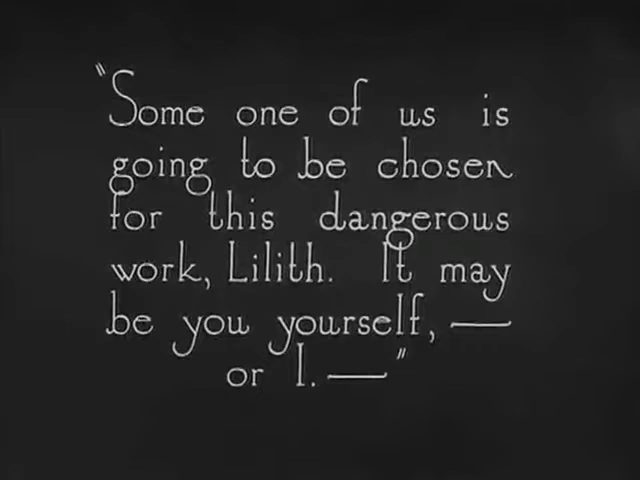 "Some one of us is
going to be chosen
for this dangerous
work, Lilith. It may
be you yourself, —
or I. —"